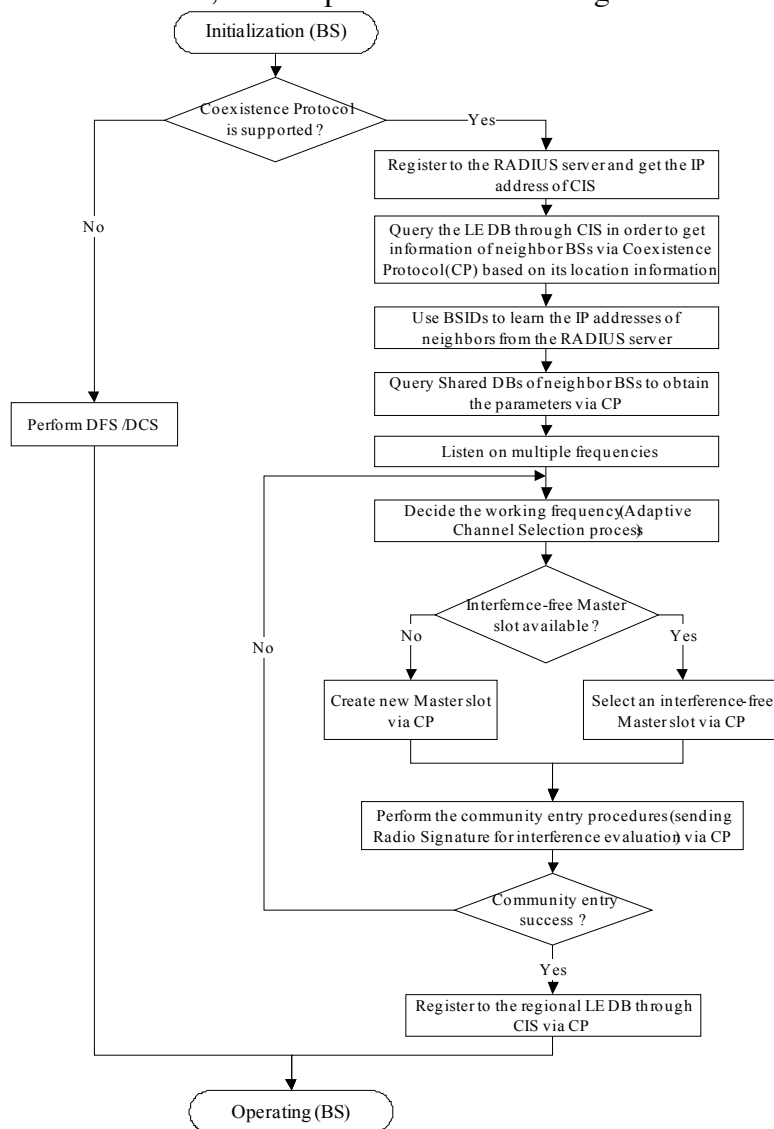 Initialization (BS)
Coexistence Protocol
is supported ?
No
Yes
Register to the RADIUS server and get the IP
address of CIS
Query the LE DB through CIS in order to get
information of neighbor BSs via Coexistence
Protocol(CP) based on its location information
Use BSIDs to learn the IP addresses of
neighbors from the RADIUS server
Query Shared DBs of neighbor BSs to obtain
the parameters via CP
Perform DFS /DCS
Listen on multiple frequencies
Decide the working frequency(Adaptive
Channel Selection process)
Interfernce-free Master
slot available ?
No
No
Yes
Create new Master slot
via CP
Select an interference-free
Master slot via CP
Perform the community entry procedures(sending
Radio Signature for interference evaluation) via CP
Community entry
success ?
Yes
Register to the regional LE DB through
CIS via CP
Operating (BS)